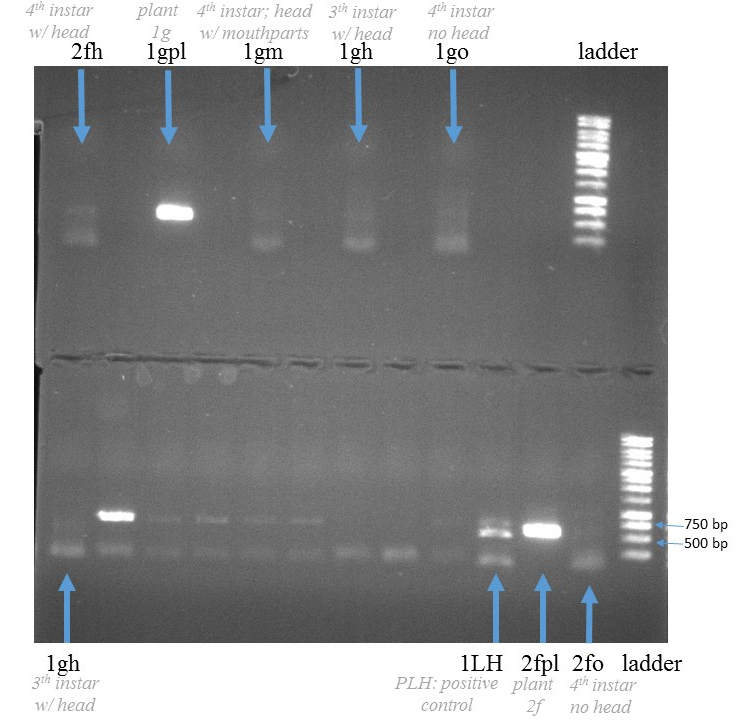 4th instar w/ head
plant 1g
4th instar; head w/ mouthparts
3th instar w/ head
4th instar no head
2fh 1gpl 1gm 1gh 1go ladder
750 bp
500 bp
1gh 1LH 2fpl 2fo ladder
3th instar w/ head
PLH: positive control
plant 2f
4th instar no head